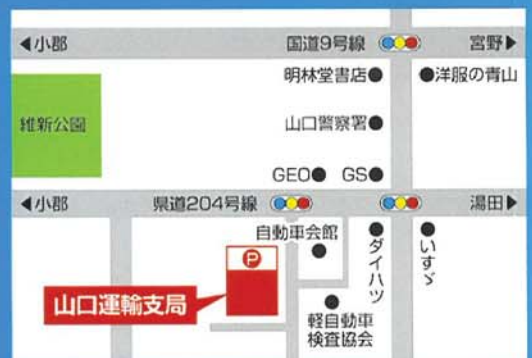 ◀小郡
国道9号線
宮野▶
明林堂書店●
●洋服の青山
維新公園
山口警察署●
GEO●
GS●
◀小郡
県道204号線
湯田▶
自動車会館
P
ダイハツ
いすゞ
山口運輸支局
軽自動車
検査協会